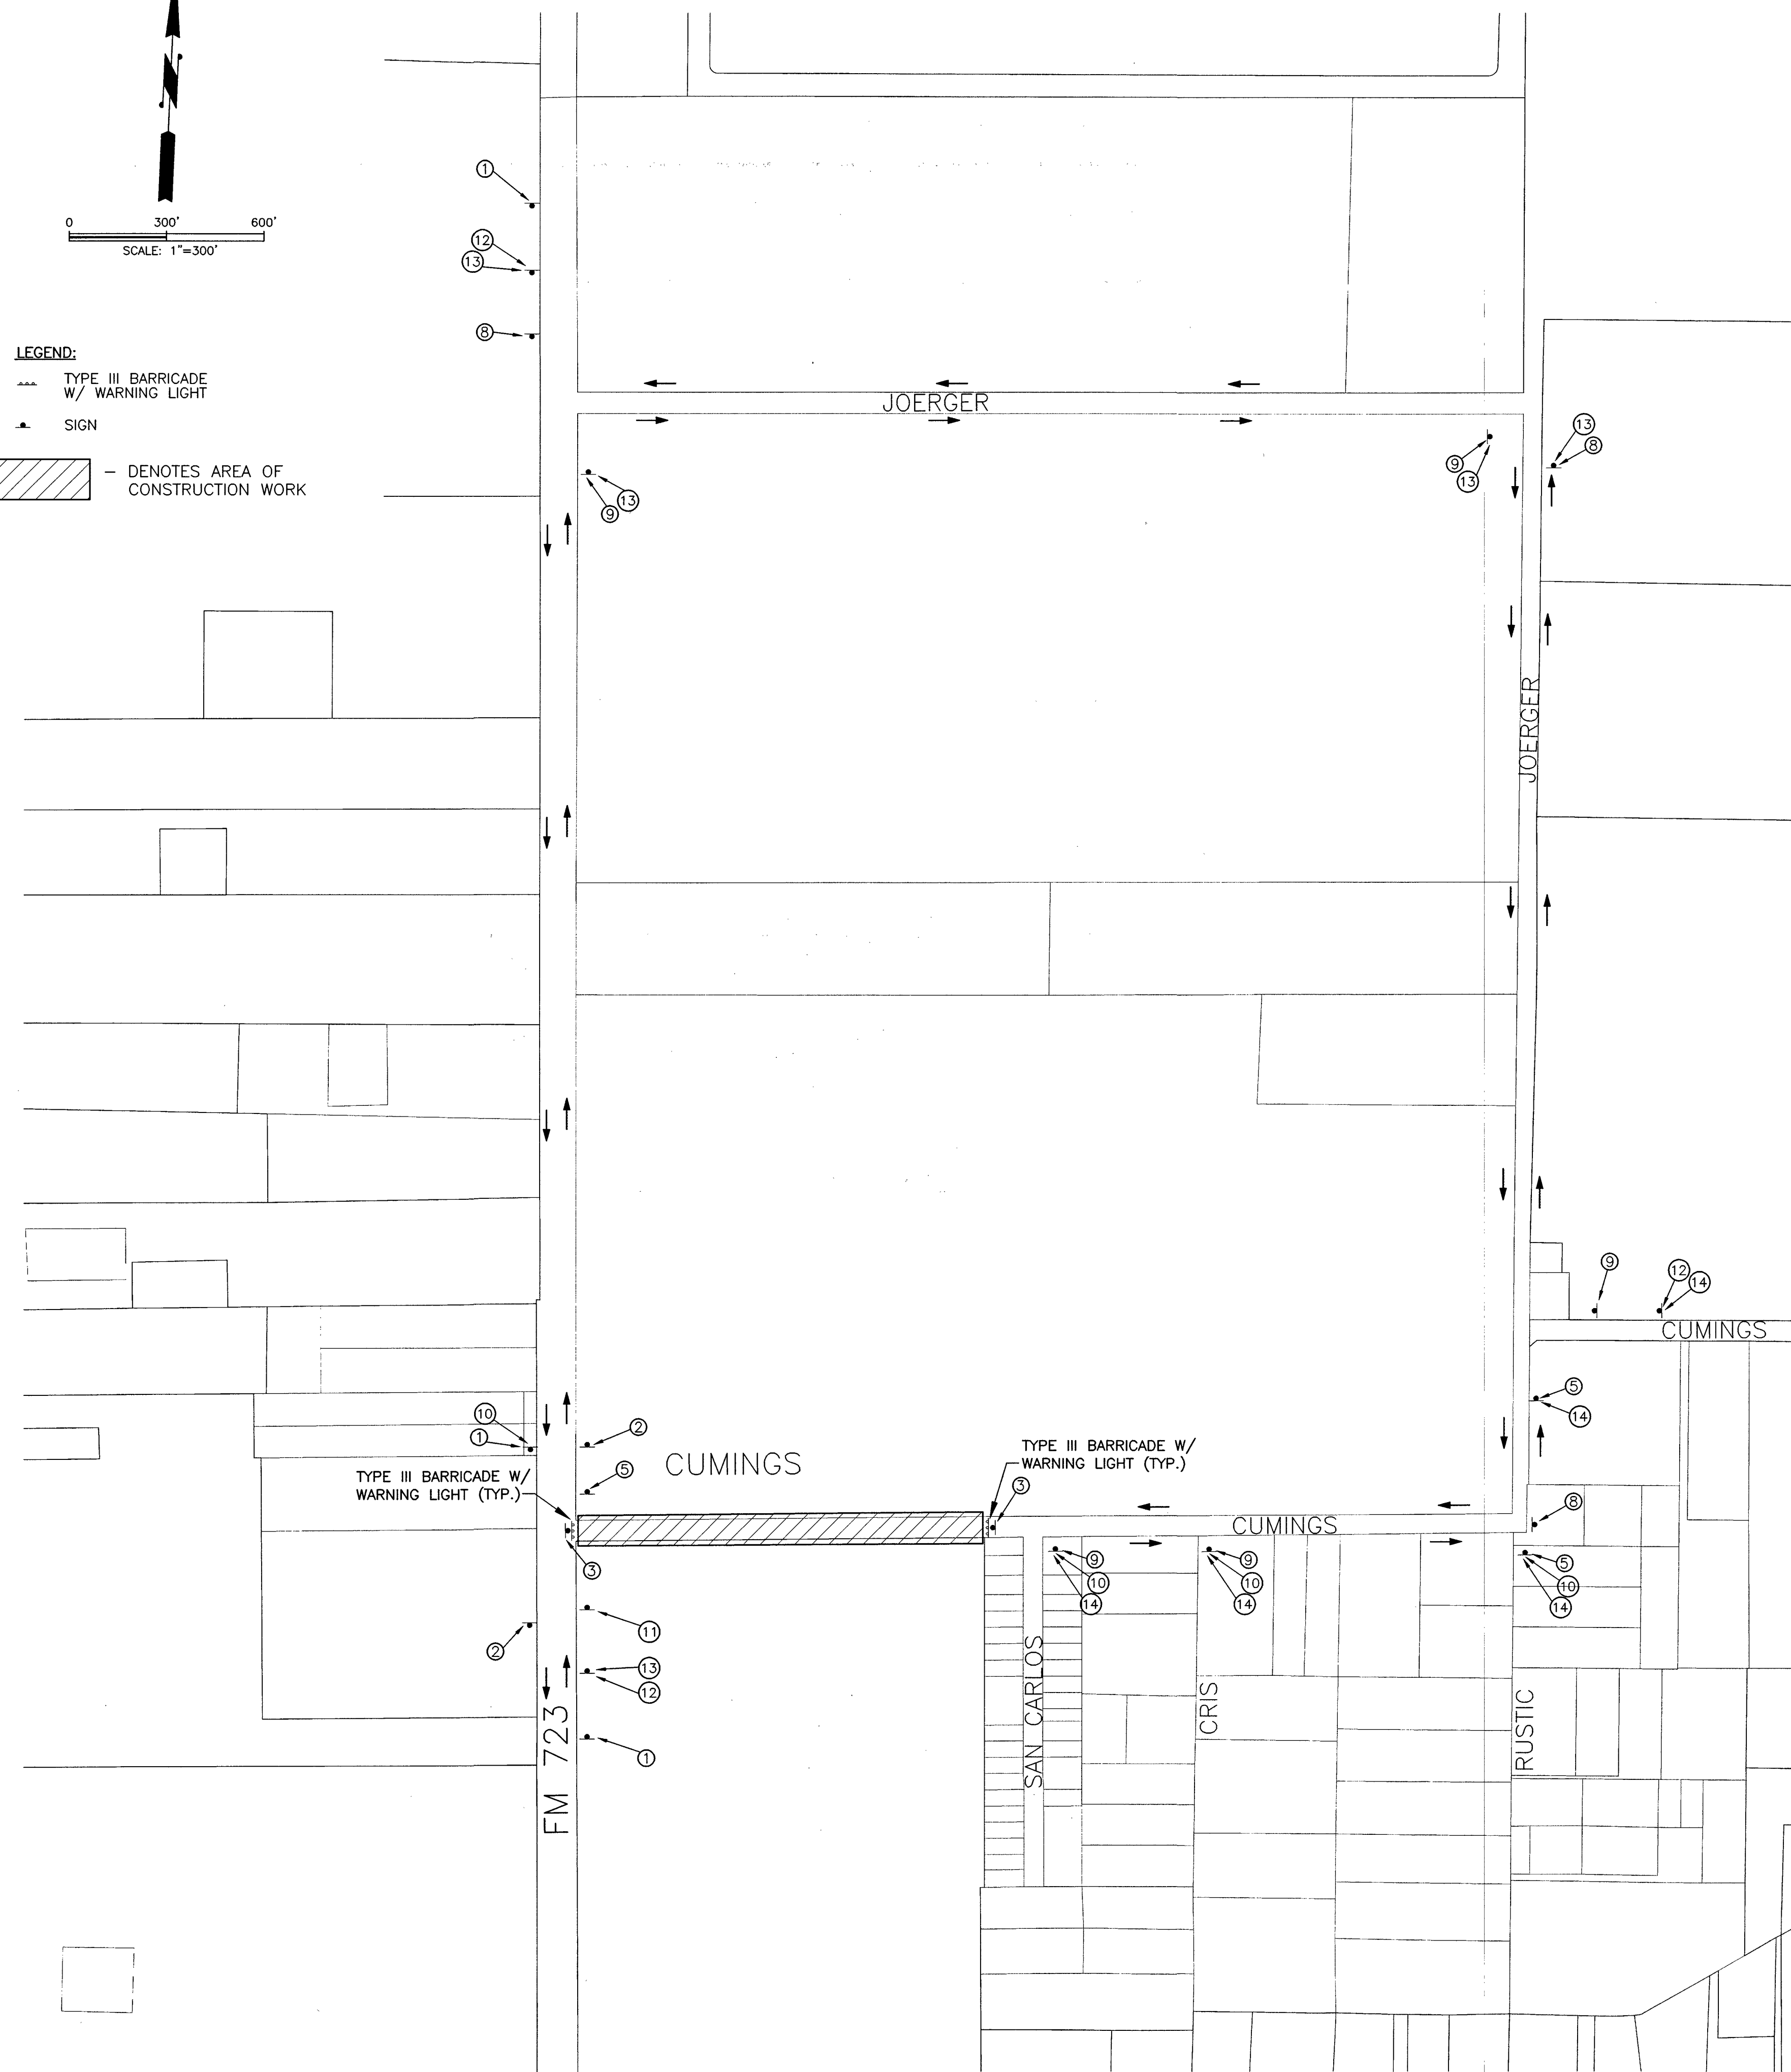 0 300' 600'
SCALE: 1"=300'
LEGEND:
TYPE III BARRICADE
W/ WARNING LIGHT
SIGN
– DENOTES AREA OF
CONSTRUCTION WORK
1
12
13
8
JOERGER
13
9
9
13
13
8
JOERGER
9
12
14
CUMINGS
5
14
10
1
2
5
CUMINGS
TYPE III BARRICADE W/
WARNING LIGHT (TYP.)
TYPE III BARRICADE W/
WARNING LIGHT (TYP.)
3
3
CUMINGS
8
9
10
14
9
10
14
5
10
14
2
11
13
12
1
FM 723
SAN CARLOS
CRIS
RUSTIC